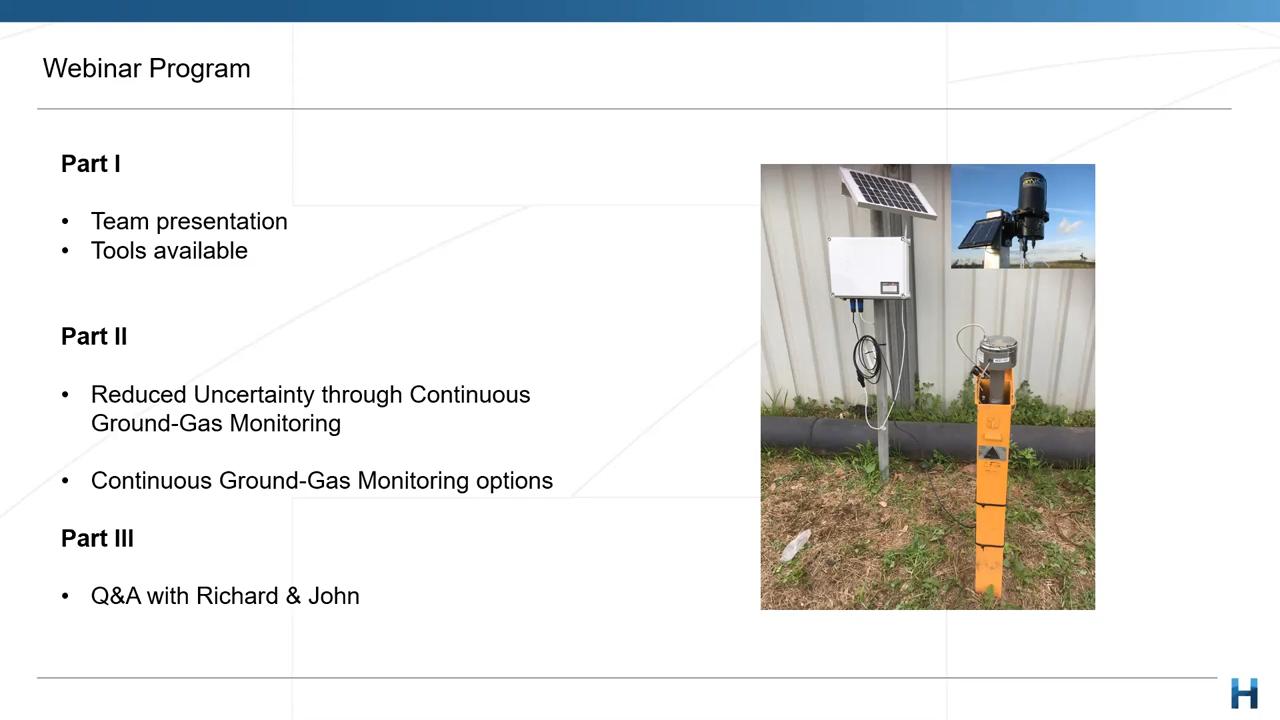 Webinar Program
Part I
• Team presentation
• Tools available
Part II
• Reduced Uncertainty through Continuous
Ground-Gas Monitoring
• Continuous Ground-Gas Monitoring options
Part III
• Q&A with Richard & John